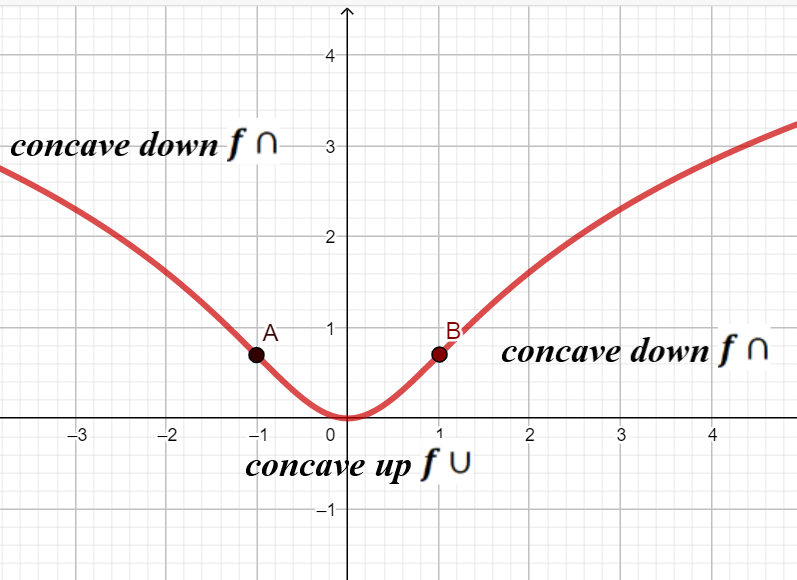 4
concave down f ∩
3
2
1
A
B
concave down f ∩
–3 –2 –1 0 1 2 3 4
concave up f ∪
–1